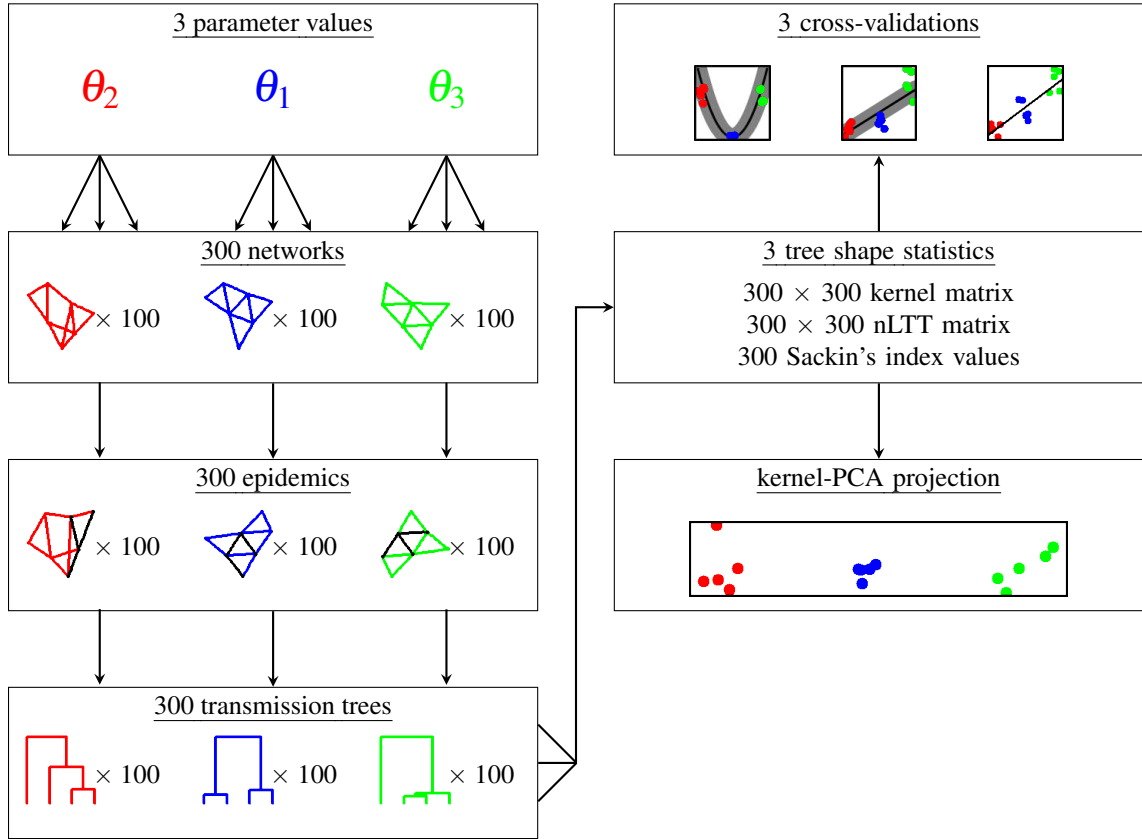 3 parameter values
θ2 θ1 θ3
300 networks
× 100 × 100 × 100
300 epidemics
× 100 × 100 × 100
300 transmission trees
× 100 × 100 × 100
3 cross-validations
3 tree shape statistics
300 × 300 kernel matrix
300 × 300 nLTT matrix
300 Sackin's index values
kernel-PCA projection